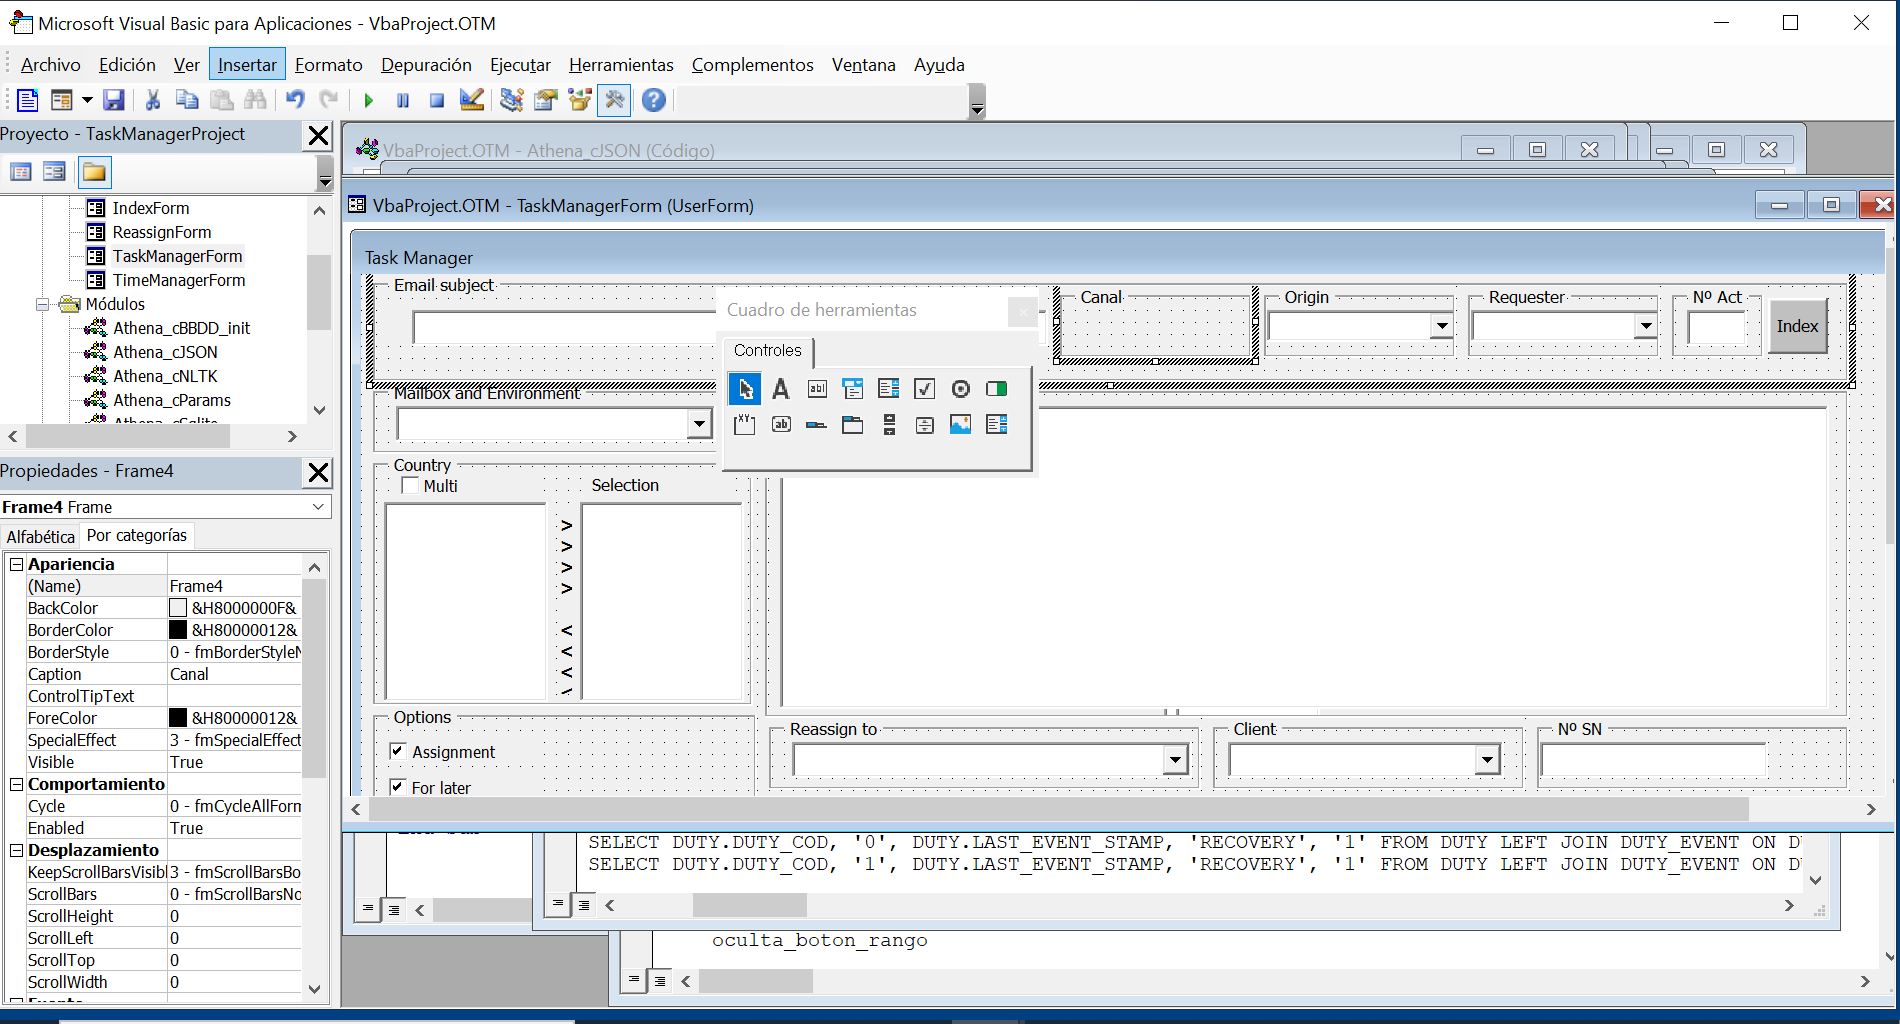 Microsoft Visual Basic para Aplicaciones - VbaProject.OTM
Archivo Edición Ver Insertar Formato Depuración Ejecutar Herramientas Complementos Ventana Ayuda
Proyecto - TaskManagerProject
IndexForm
ReassignForm
TaskManagerForm
TimeManagerForm
Módulos
Athena_cBBDD_init
Athena_cJSON
Athena_cNLTK
Athena_cParams
Athena_cSqlite
Propiedades - Frame4
Frame4 Frame
Alfabética Por categorías
Apariencia
(Name) Frame4
BackColor &H8000000F&
BorderColor &H80000012&
BorderStyle 0 - fmBorderStyleN
Caption Canal
ControlTipText
ForeColor &H80000012&
SpecialEffect 3 - fmSpecialEffect
Visible True
Comportamiento
Cycle 0 - fmCycleAllForm
Enabled True
Desplazamiento
KeepScrollBarsVisibl 3 - fmScrollBarsBo
ScrollBars 0 - fmScrollBarsNo
ScrollHeight 0
ScrollLeft 0
ScrollTop 0
ScrollWidth 0
VbaProject.OTM - Athena_cJSON (Código)
VbaProject.OTM - TaskManagerForm (UserForm)
Task Manager
Email subject
Canal
Origin
Requester
Nº Act
Index
Cuadro de herramientas
Controles
Mailbox and Environment
Country
Multi
Selection
>
>
>
>
<
<
<
<
Options
Assignment
For later
Reassign to
Client
Nº SN
SELECT DUTY.DUTY_COD, '0', DUTY.LAST_EVENT_STAMP, 'RECOVERY', '1' FROM DUTY LEFT JOIN DUTY_EVENT ON DU
SELECT DUTY.DUTY_COD, '1', DUTY.LAST_EVENT_STAMP, 'RECOVERY', '1' FROM DUTY LEFT JOIN DUTY_EVENT ON DU
oculta_boton_rango